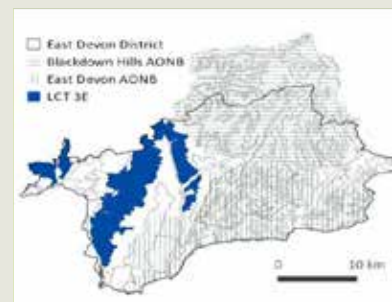 East Devon District
Blackdown Hills AONB
East Devon AONB
LCT 3E
0 10 km